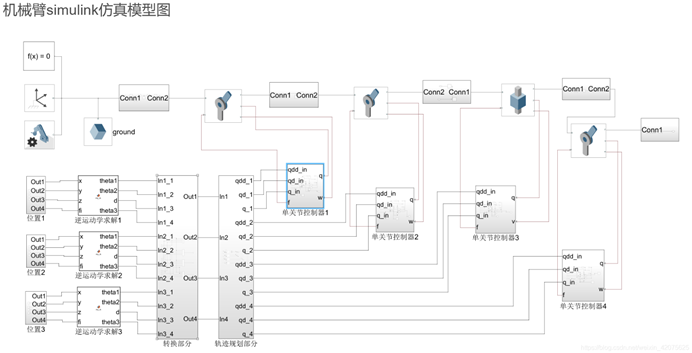 机械臂simulink仿真模型图
f(x) = 0
Conn1 Conn2
Conn1 Conn2
Conn2 Conn1
Conn1 Conn2
Conn1
ground
qdd_in
qd_in
q_in
f
q
w
单关节控制器1
qdd_in
qd_in
q_in
f
q
w
单关节控制器2
qdd_in
qd_in
q_in
f
q
v
单关节控制器3
qdd_in
qd_in
q_in
f
q
w
单关节控制器4
Out1
Out2
Out3
Out4
位置1
x
y
z
fi
theta1
theta2
d
theta3
逆运动学求解1
Out1
Out2
Out3
Out4
位置2
x
y
z
fi
theta1
theta2
d
theta3
逆运动学求解2
Out1
Out2
Out3
Out4
位置3
x
y
z
fi
theta1
theta2
d
theta3
逆运动学求解3
In1_1
In1_2
In1_3
In1_4
In2_1
In2_2
In2_3
In2_4
In3_1
In3_2
In3_3
In3_4
Out1
Out2
Out3
Out4
转换部分
In1
In2
In3
In4
qdd_1
qd_1
q_1
qdd_2
qd_2
q_2
qdd_3
qd_3
q_3
qdd_4
qd_4
q_4
轨迹规划部分